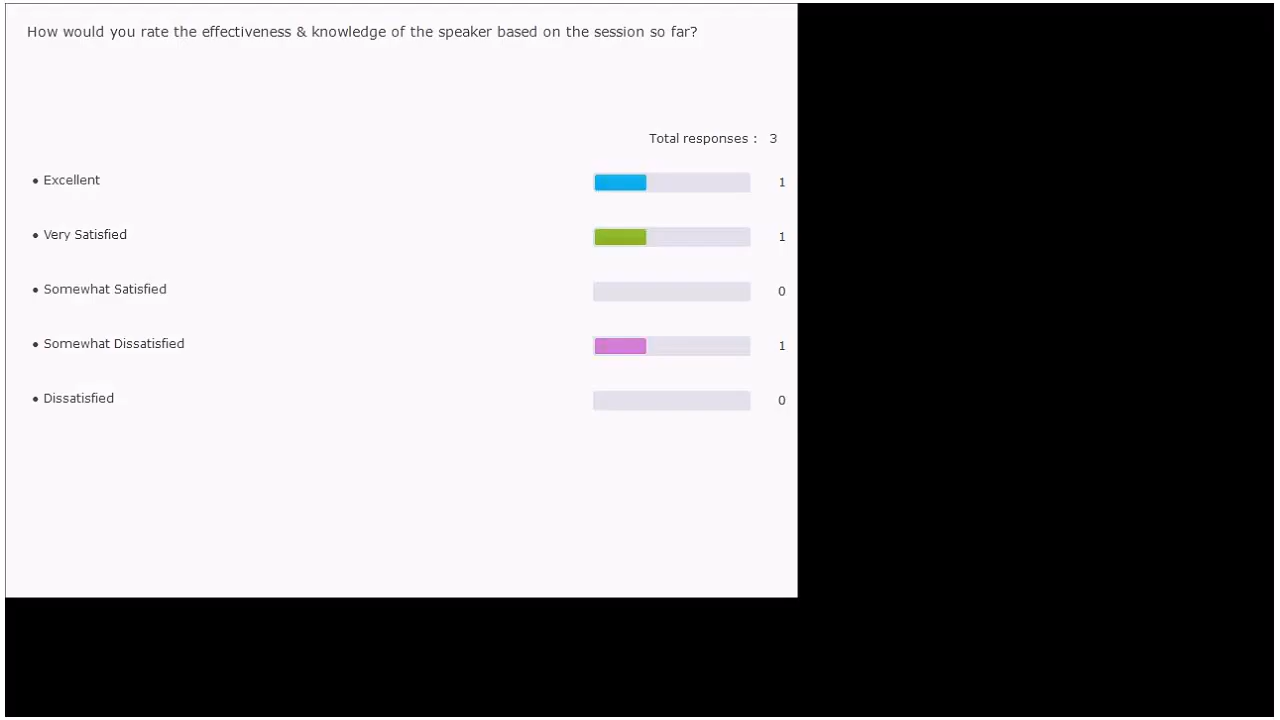 How would you rate the effectiveness & knowledge of the speaker based on the session so far?
Total responses : 3
• Excellent 1
• Very Satisfied 1
• Somewhat Satisfied 0
• Somewhat Dissatisfied 1
• Dissatisfied 0